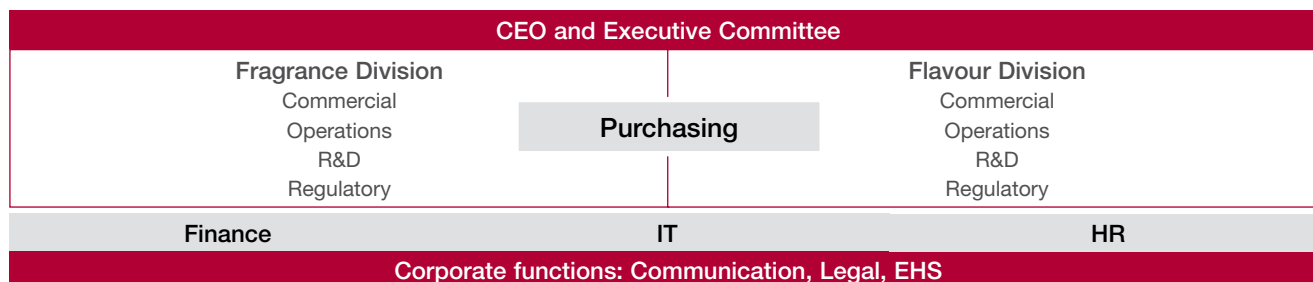 CEO and Executive Committee
Fragrance Division
Commercial
Operations
R&D
Regulatory
Purchasing
Flavour Division
Commercial
Operations
R&D
Regulatory
Finance
IT
HR
Corporate functions: Communication, Legal, EHS